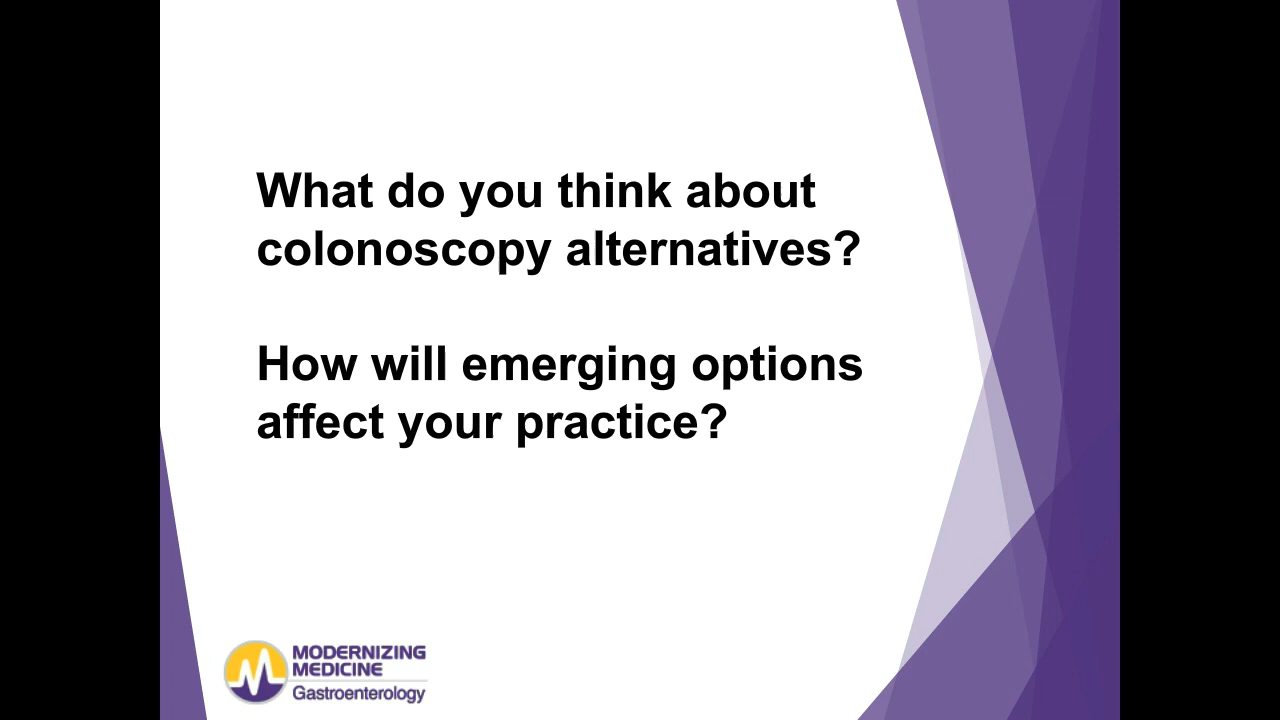 What do you think about
colonoscopy alternatives?
How will emerging options
affect your practice?
MODERNIZING
MEDICINE
Gastroenterology